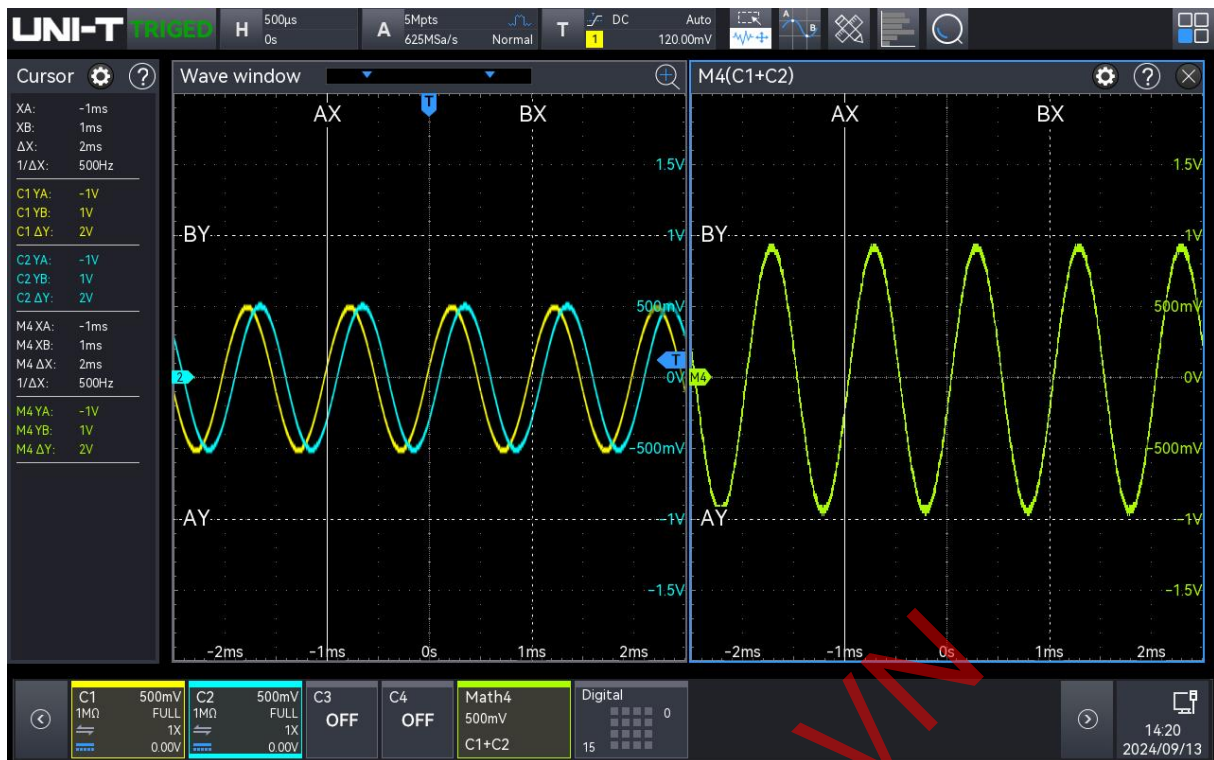 UNI-T TRIGED H 500µs 0s A 5Mpts 625MSa/s Normal T DC 1 Auto 120.00mV A B
Cursor ?
XA: -1ms
XB: 1ms
ΔX: 2ms
1/ΔX: 500Hz
C1 YA: -1V
C1 YB: 1V
C1 ΔY: 2V
C2 YA: -1V
C2 YB: 1V
C2 ΔY: 2V
M4 XA: -1ms
M4 XB: 1ms
M4 ΔX: 2ms
1/ΔX: 500Hz
M4 YA: -1V
M4 YB: 1V
M4 ΔY: 2V
Wave window
T
AX BX
1.5V
BY 1V
500mV
T
2 0V
-500mV
AY -1V
-1.5V
-2ms -1ms 0s 1ms 2ms
M4(C1+C2) ?
AX BX
1.5V
BY 1V
500mV
M4 0V
-500mV
AY -1V
-1.5V
-2ms -1ms 0s 1ms 2ms
C1 500mV
1MΩ FULL
1X
0.00V
C2 500mV
1MΩ FULL
1X
0.00V
C3
OFF
C4
OFF
Math4
500mV
C1+C2
Digital
0
15
14:20
2024/09/13
VN